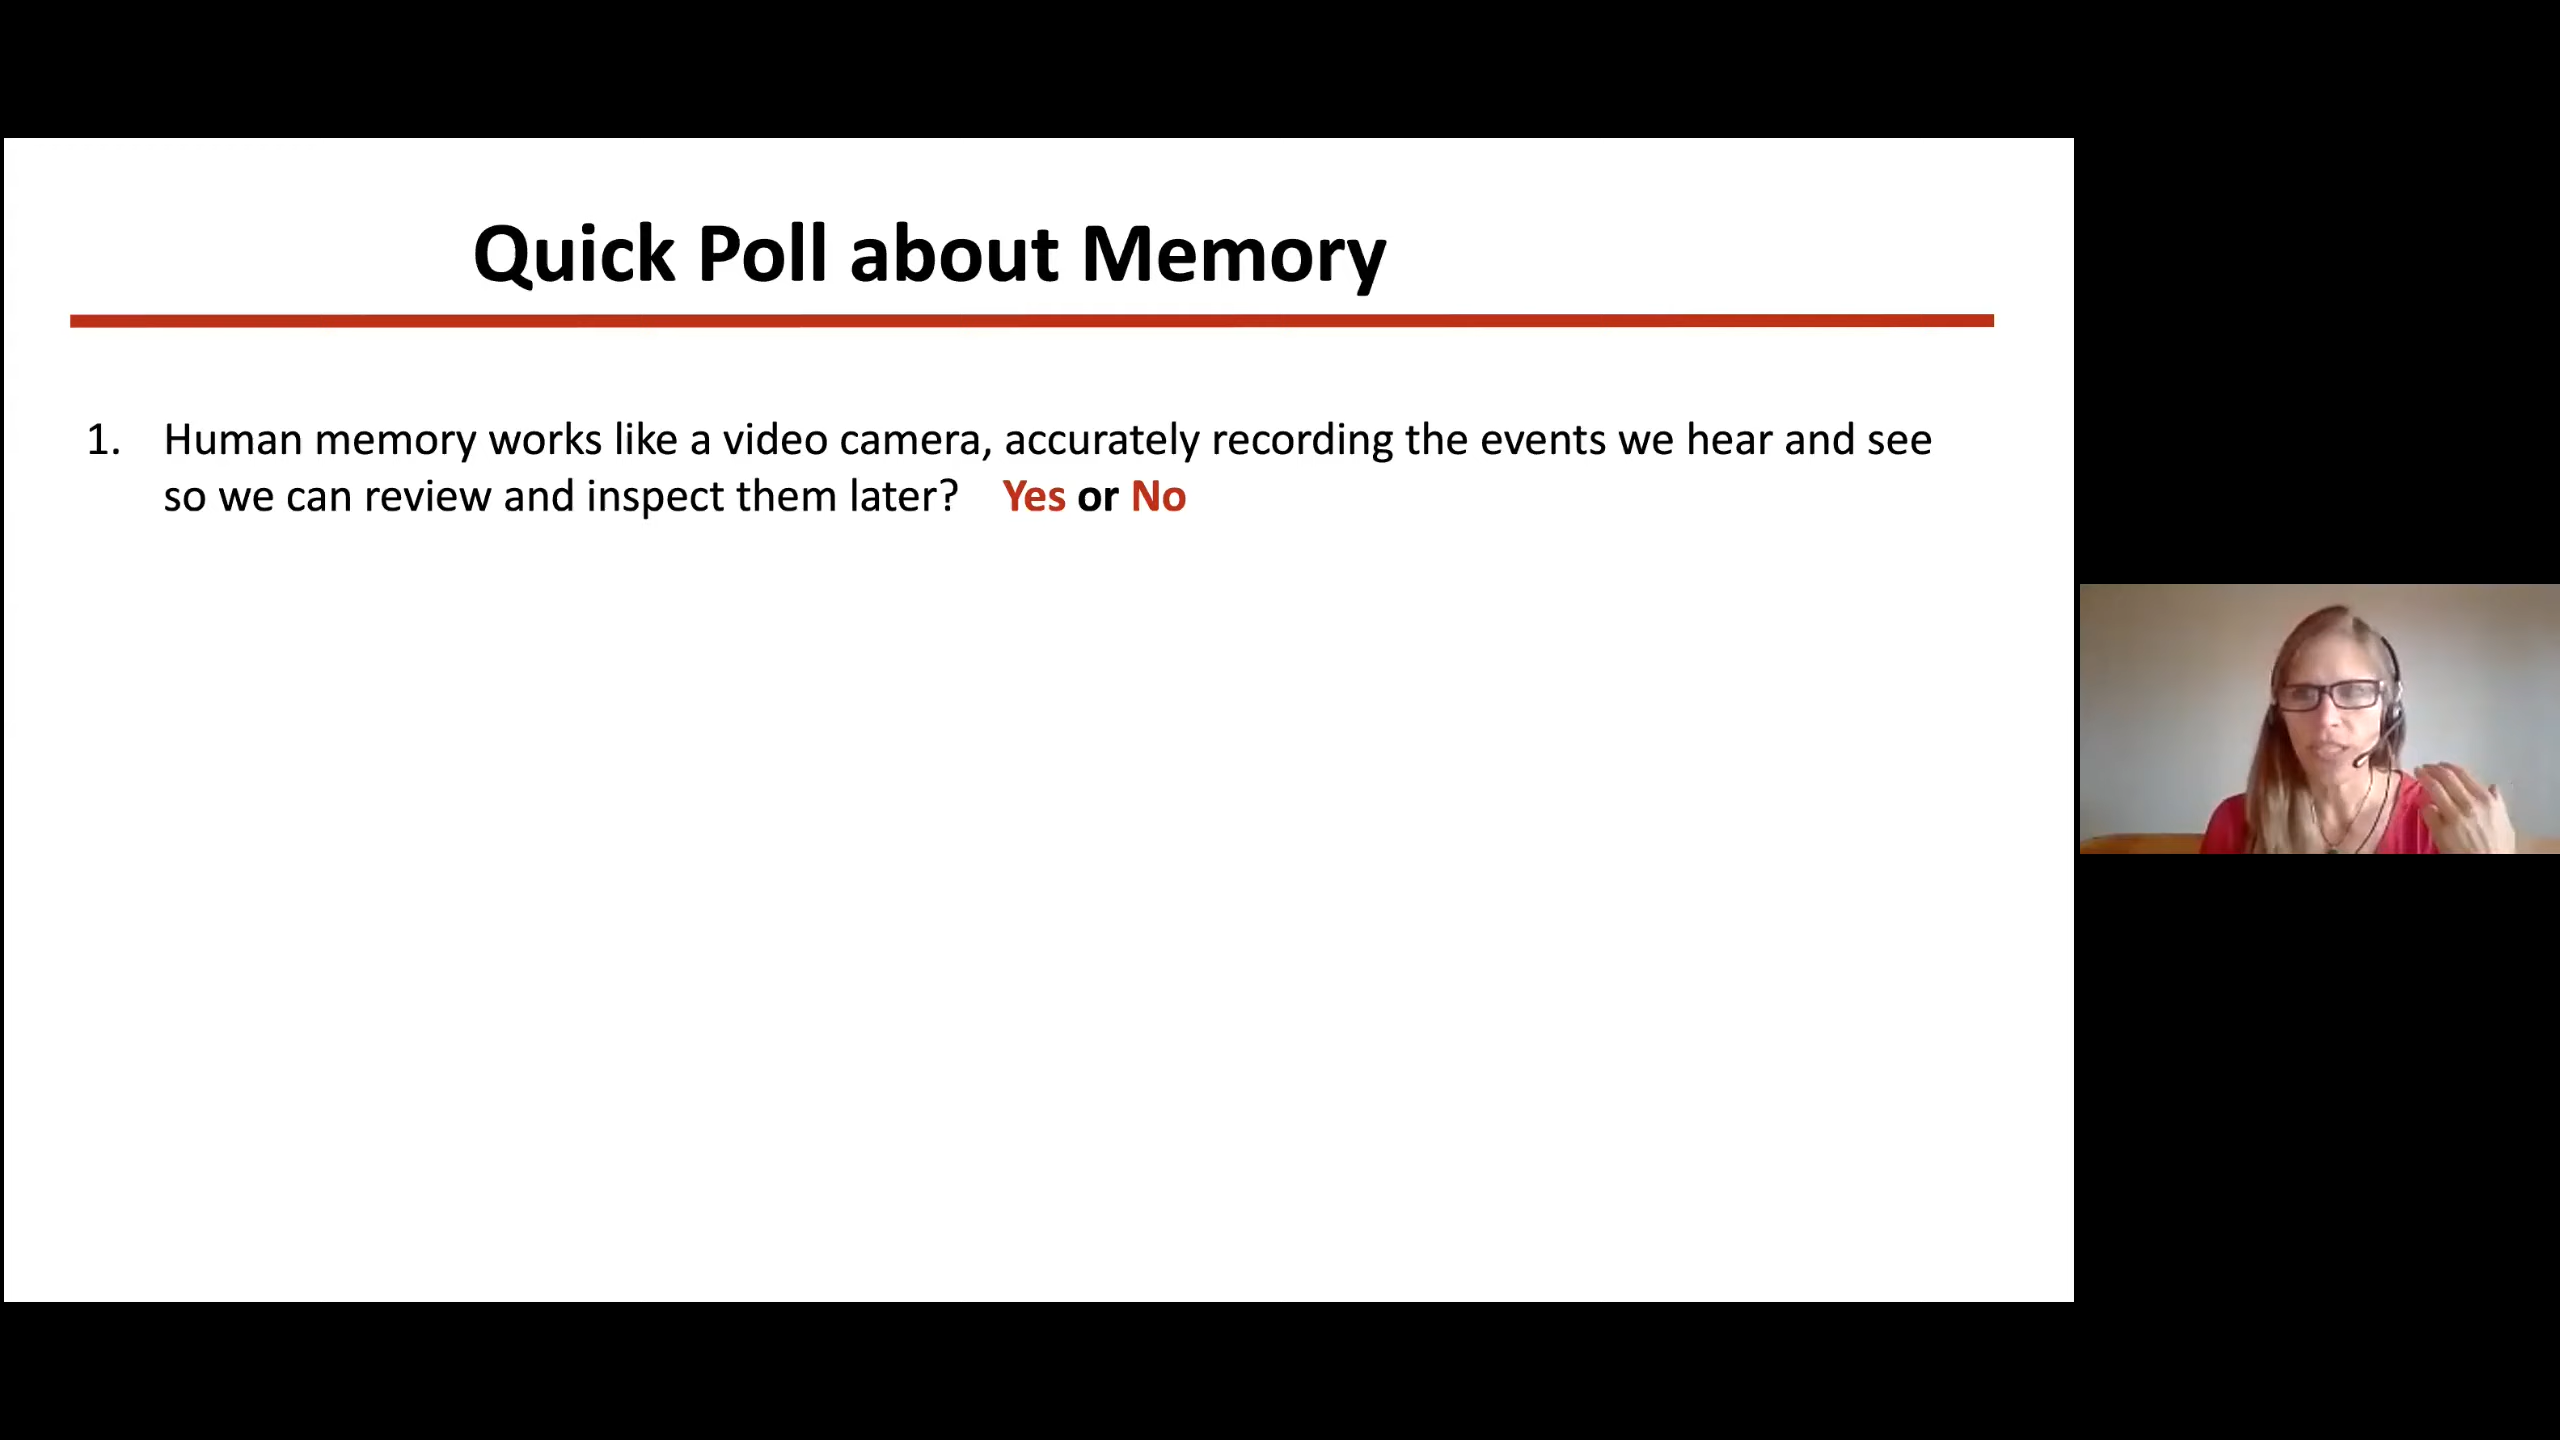 Quick Poll about Memory
1. Human memory works like a video camera, accurately recording the events we hear and see
so we can review and inspect them later? Yes or No